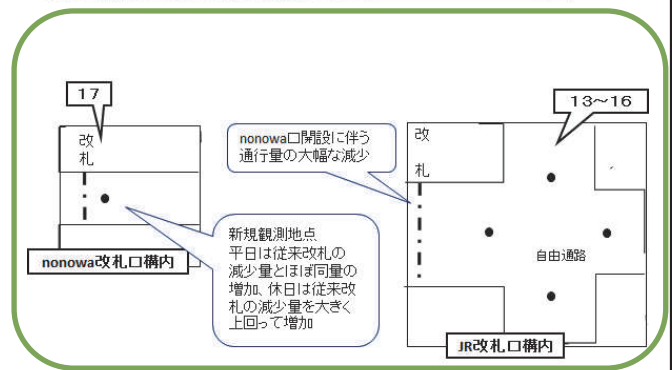 17
改
札
nonowa改札口構内
nonowa口開設に伴う
通行量の大幅な減少
新規観測地点
平日は従来改札の
減少量とほぼ同量の
増加、休日は従来改
札の減少量を大きく
上回って増加
13～16
改
札
自由通路
JR改札口構内